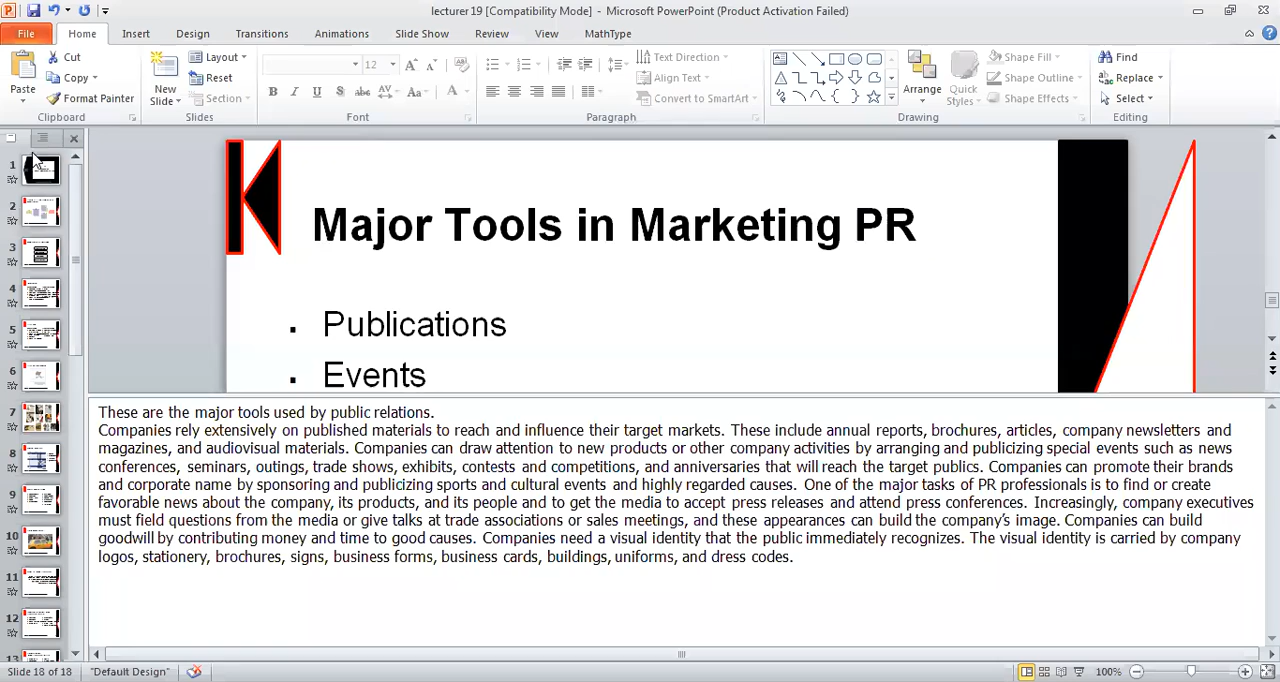 lecturer 19 [Compatibility Mode] - Microsoft PowerPoint (Product Activation Failed)
File Home Insert Design Transitions Animations Slide Show Review View MathType
Cut
Copy
Format Painter
Paste
Clipboard
New
Slide
Layout
Reset
Section
Slides
12
Font
Text Direction
Align Text
Convert to SmartArt
Paragraph
Arrange
Quick
Styles
Shape Fill
Shape Outline
Shape Effects
Drawing
Find
Replace
Select
Editing
1
2
3
4
5
6
7
8
9
10
11
12
13
Major Tools in Marketing PR
▪ Publications
▪ Events
These are the major tools used by public relations.
Companies rely extensively on published materials to reach and influence their target markets. These include annual reports, brochures, articles, company newsletters and
magazines, and audiovisual materials. Companies can draw attention to new products or other company activities by arranging and publicizing special events such as news
conferences, seminars, outings, trade shows, exhibits, contests and competitions, and anniversaries that will reach the target publics. Companies can promote their brands
and corporate name by sponsoring and publicizing sports and cultural events and highly regarded causes. One of the major tasks of PR professionals is to find or create
favorable news about the company, its products, and its people and to get the media to accept press releases and attend press conferences. Increasingly, company executives
must field questions from the media or give talks at trade associations or sales meetings, and these appearances can build the company's image. Companies can build
goodwill by contributing money and time to good causes. Companies need a visual identity that the public immediately recognizes. The visual identity is carried by company
logos, stationery, brochures, signs, business forms, business cards, buildings, uniforms, and dress codes.
Slide 18 of 18 "Default Design" 100%